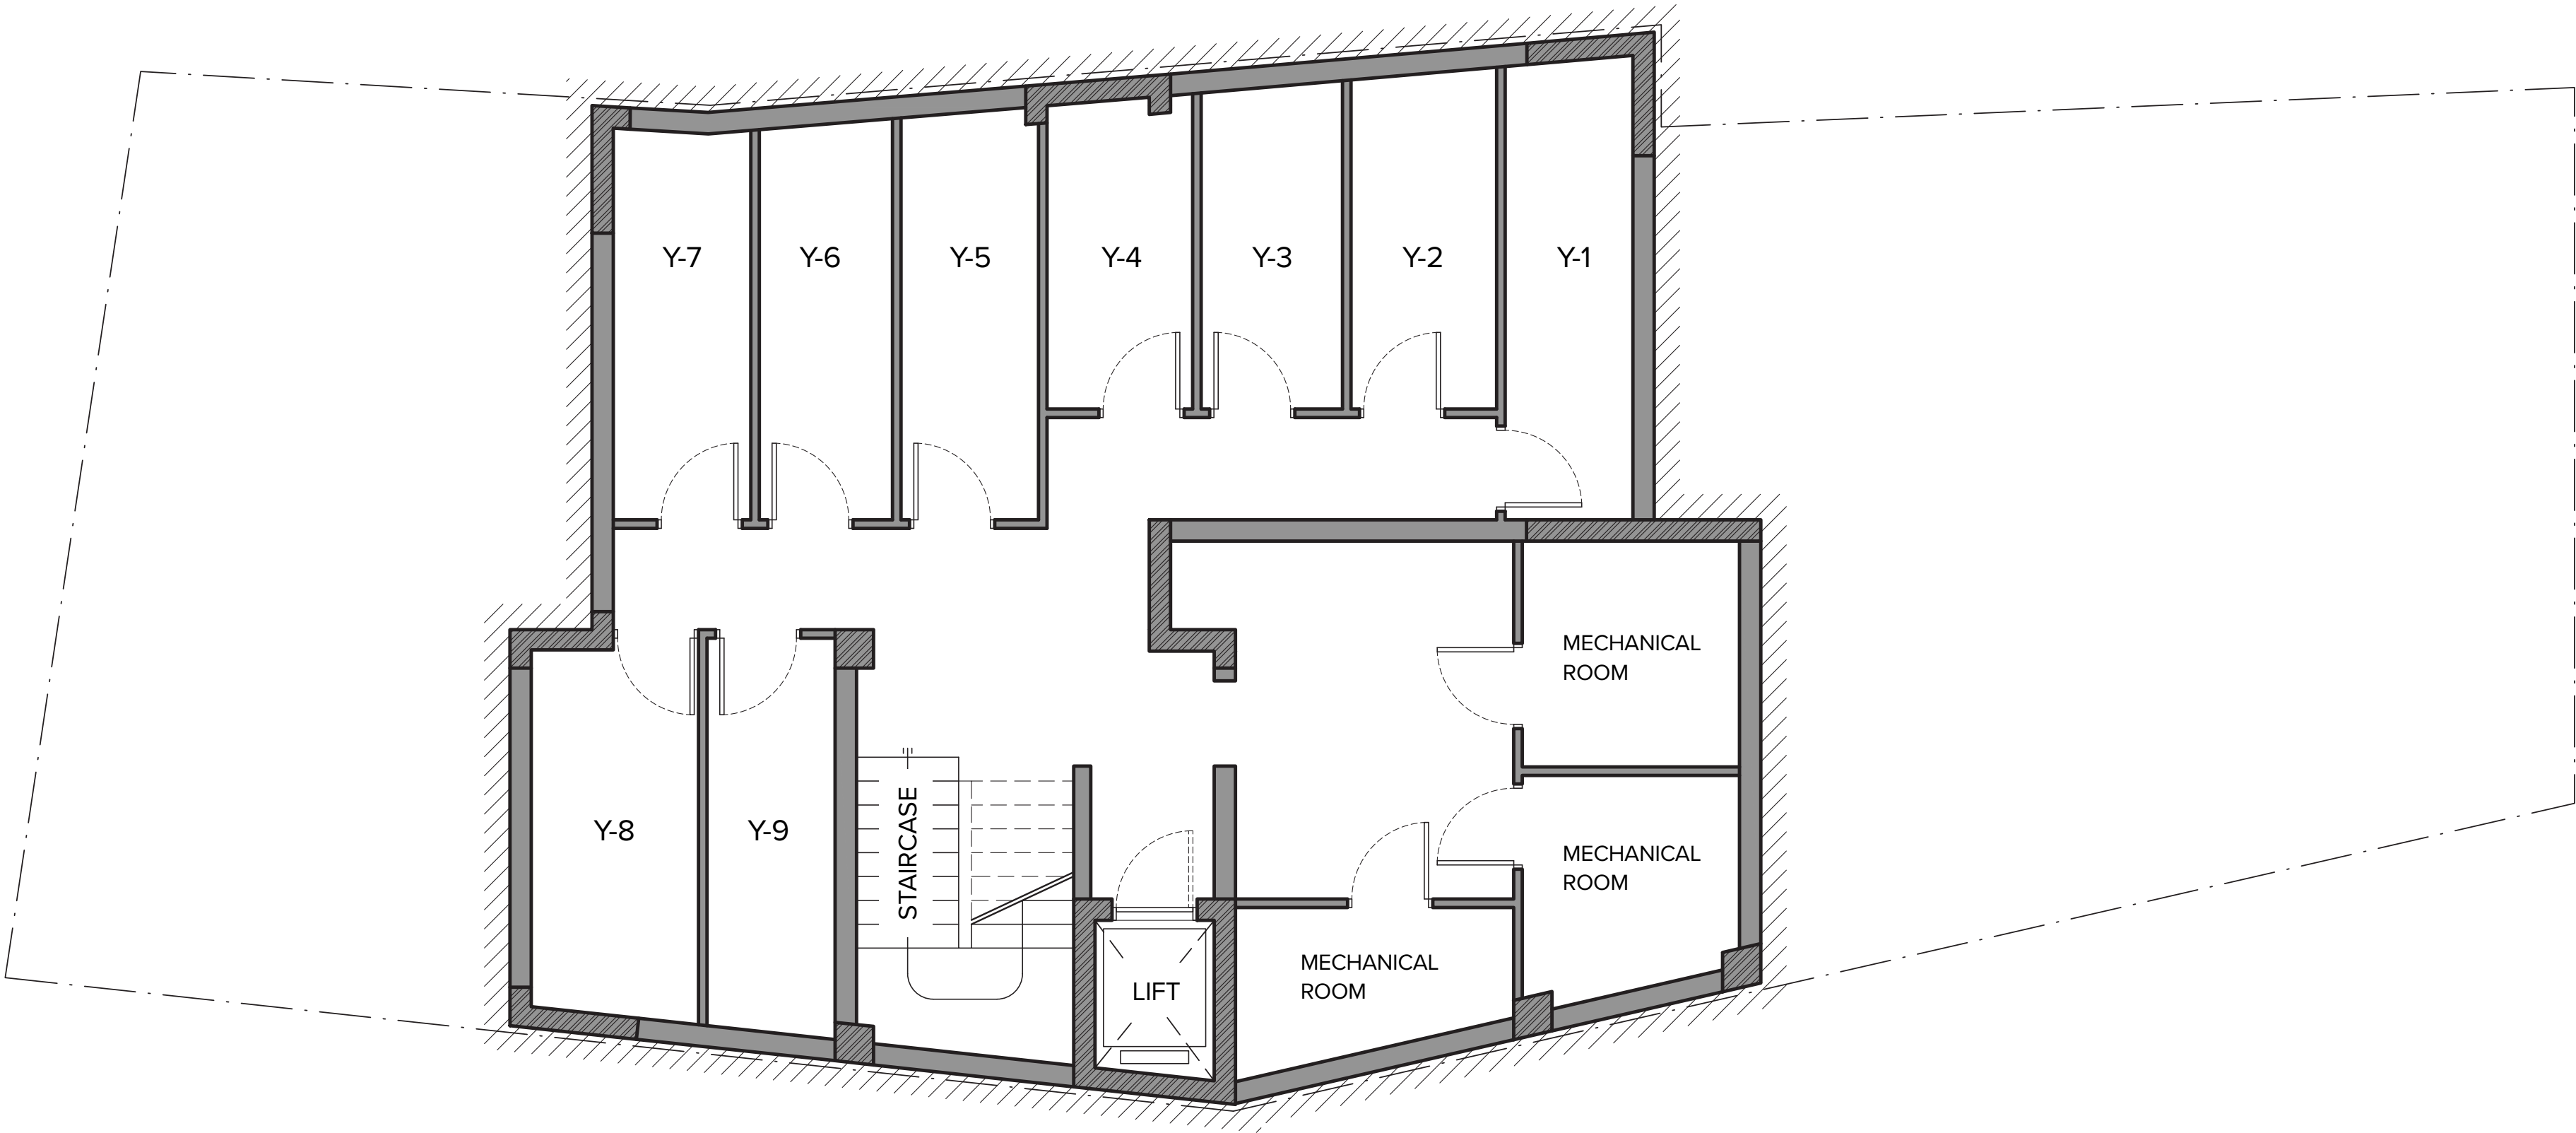 Y-7
Y-6
Y-5
Y-4
Y-3
Y-2
Y-1
MECHANICAL
ROOM
Y-8
Y-9
STAIRCASE
MECHANICAL
ROOM
MECHANICAL
ROOM
LIFT